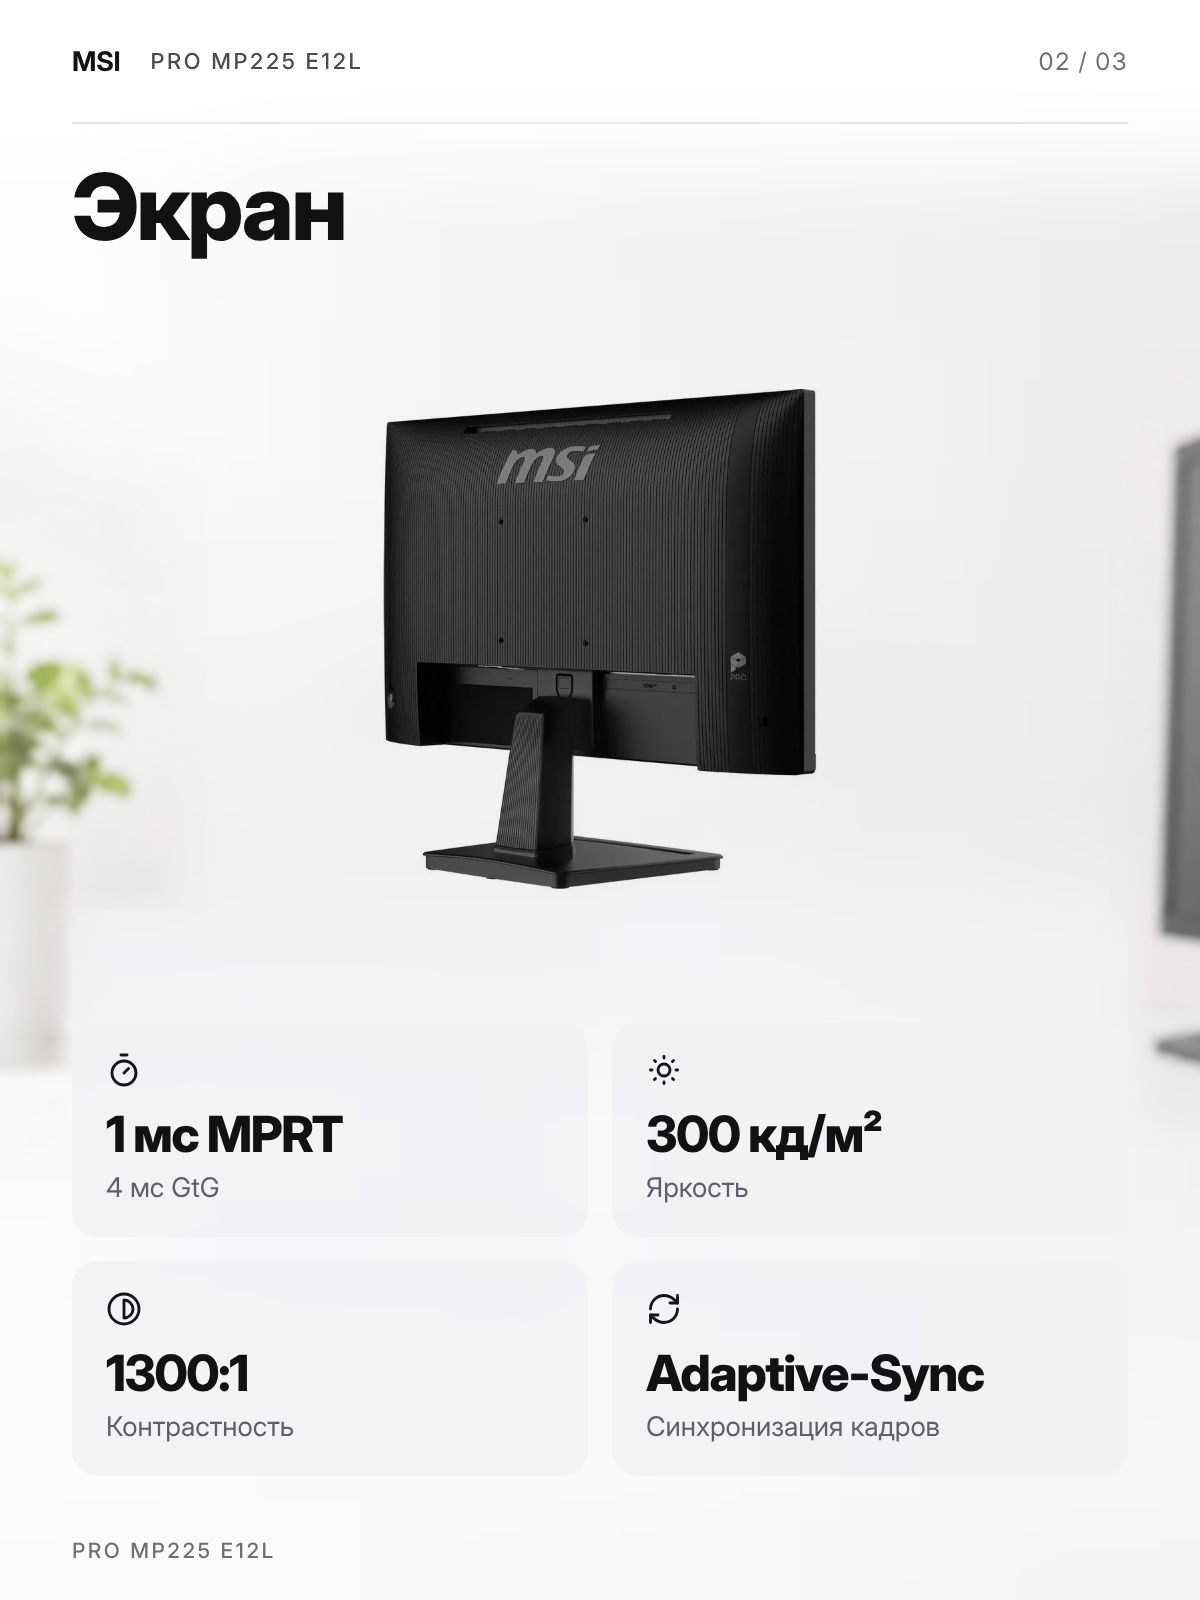 MSI PRO MP225 E12L 02 / 03
Экран
msi
PRO
1 мс MPRT
4 мс GtG
300 кд/м²
Яркость
1300:1
Контрастность
Adaptive-Sync
Синхронизация кадров
PRO MP225 E12L